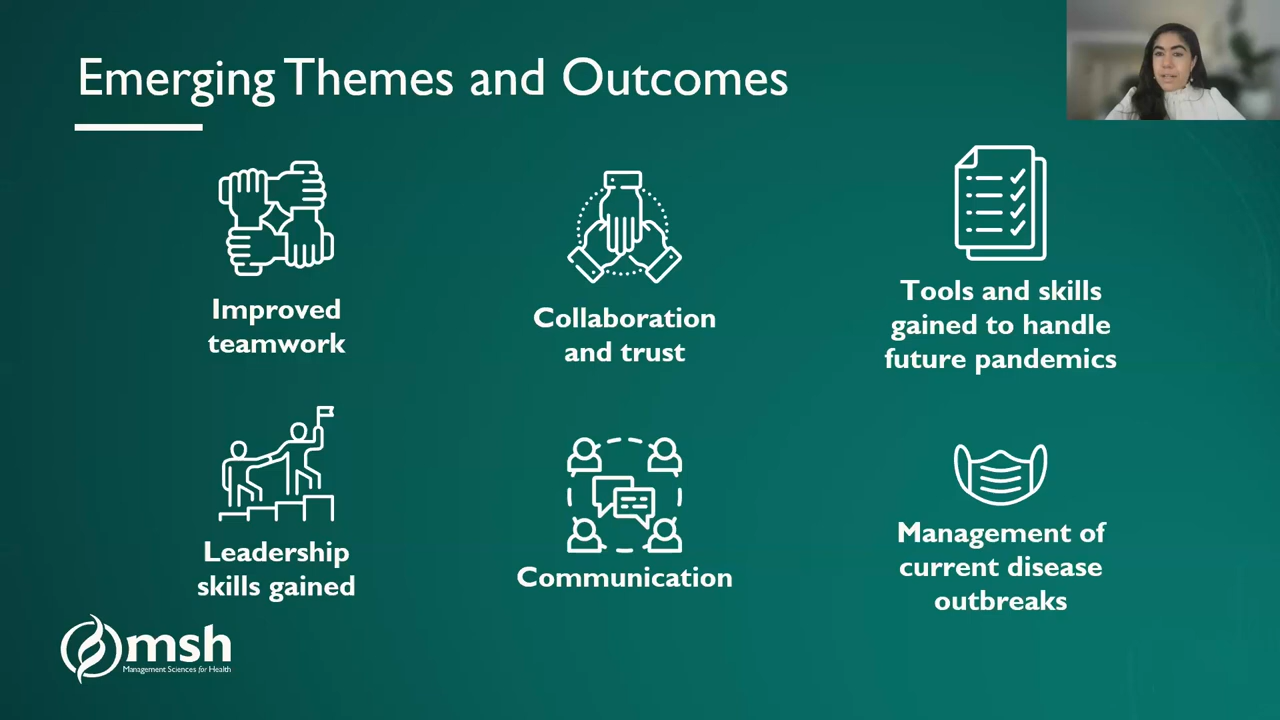 Emerging Themes and Outcomes
Improved
teamwork
Collaboration
and trust
Tools and skills
gained to handle
future pandemics
Leadership
skills gained
Communication
Management of
current disease
outbreaks
msh
Management Sciences for Health